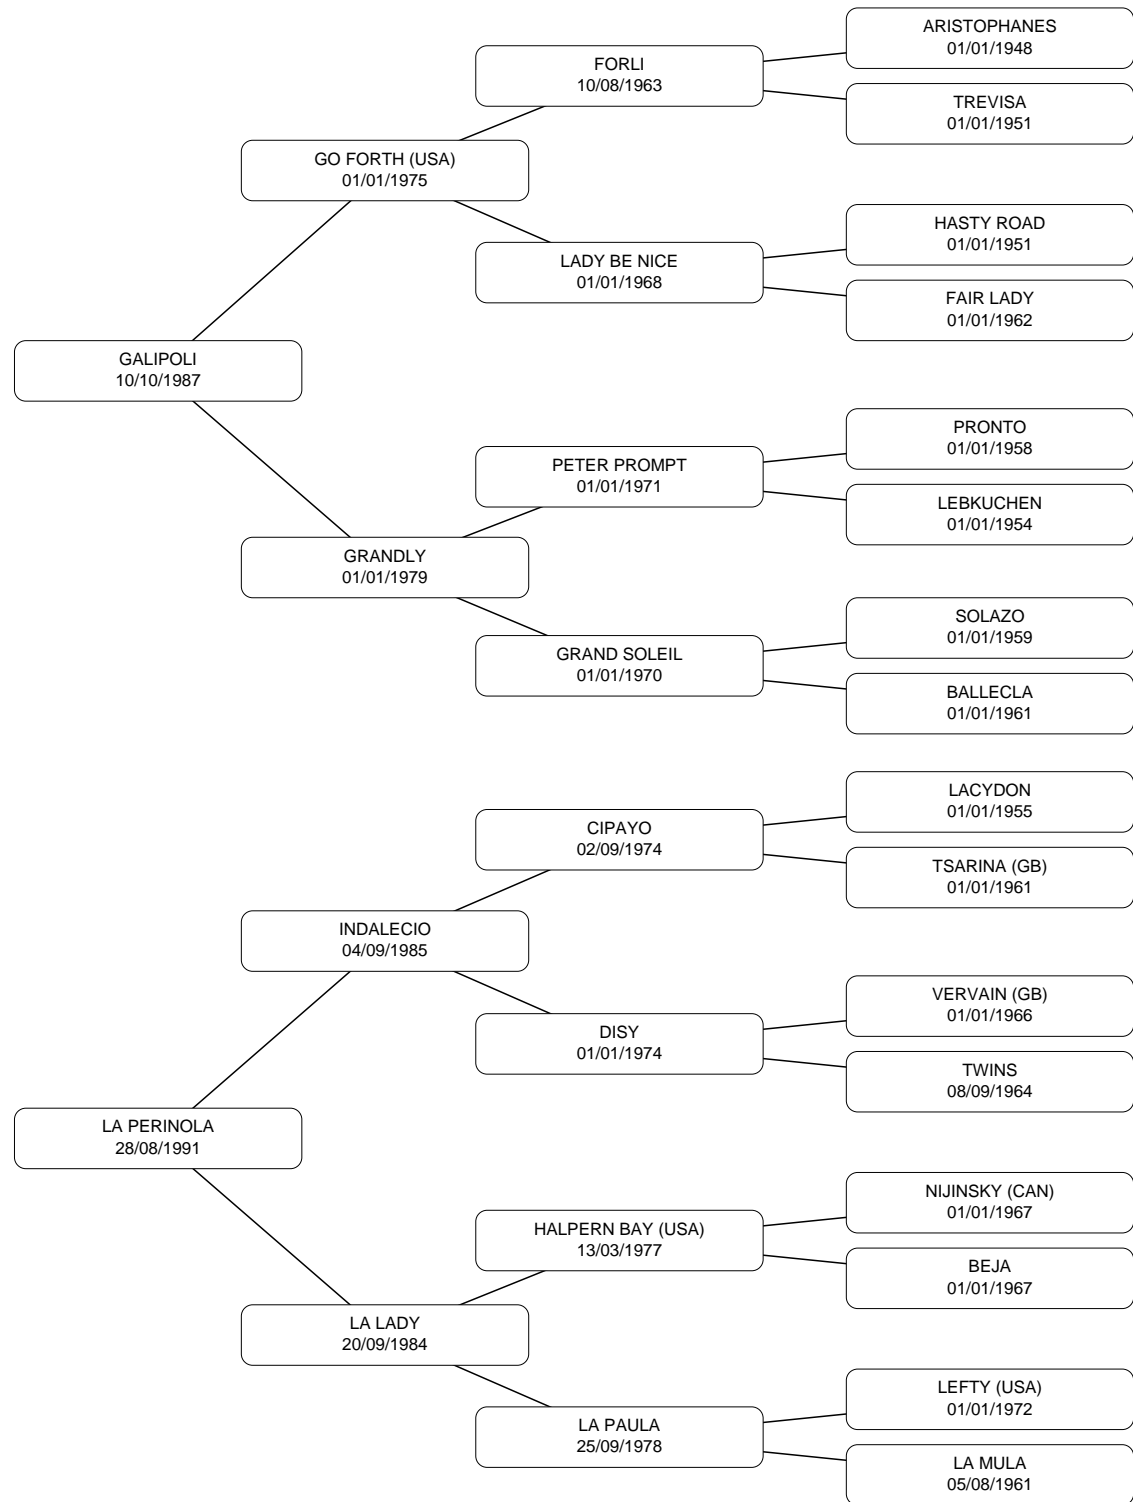 ARISTOPHANES
01/01/1948
FORLI
10/08/1963
TREVISA
01/01/1951
GO FORTH (USA)
01/01/1975
HASTY ROAD
01/01/1951
LADY BE NICE
01/01/1968
FAIR LADY
01/01/1962
GALIPOLI
10/10/1987
PRONTO
01/01/1958
PETER PROMPT
01/01/1971
LEBKUCHEN
01/01/1954
GRANDLY
01/01/1979
SOLAZO
01/01/1959
GRAND SOLEIL
01/01/1970
BALLECLA
01/01/1961
LACYDON
01/01/1955
CIPAYO
02/09/1974
TSARINA (GB)
01/01/1961
INDALECIO
04/09/1985
VERVAIN (GB)
01/01/1966
DISY
01/01/1974
TWINS
08/09/1964
LA PERINOLA
28/08/1991
NIJINSKY (CAN)
01/01/1967
HALPERN BAY (USA)
13/03/1977
BEJA
01/01/1967
LA LADY
20/09/1984
LEFTY (USA)
01/01/1972
LA PAULA
25/09/1978
LA MULA
05/08/1961